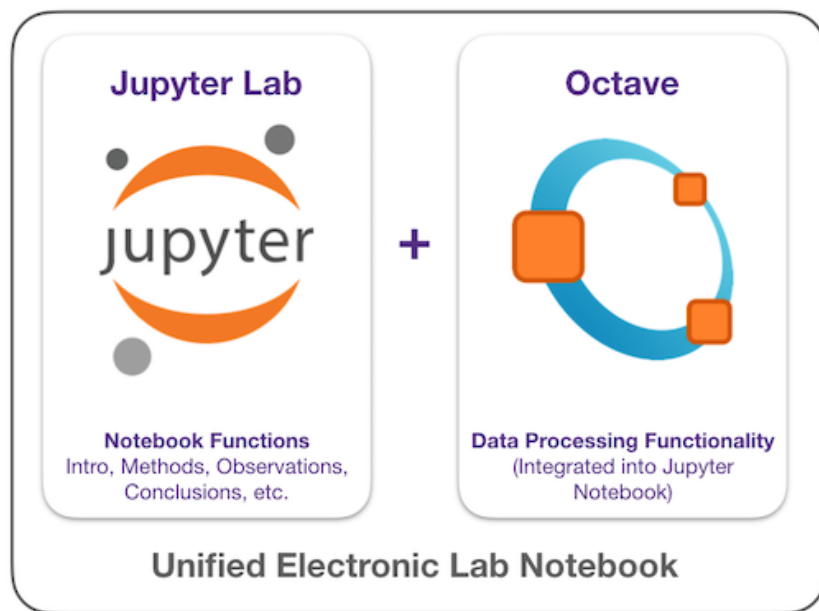 Jupyter Lab
jupyter
Notebook Functions
Intro, Methods, Observations,
Conclusions, etc.
+
Octave
Data Processing Functionality
(Integrated into Jupyter
Notebook)
Unified Electronic Lab Notebook